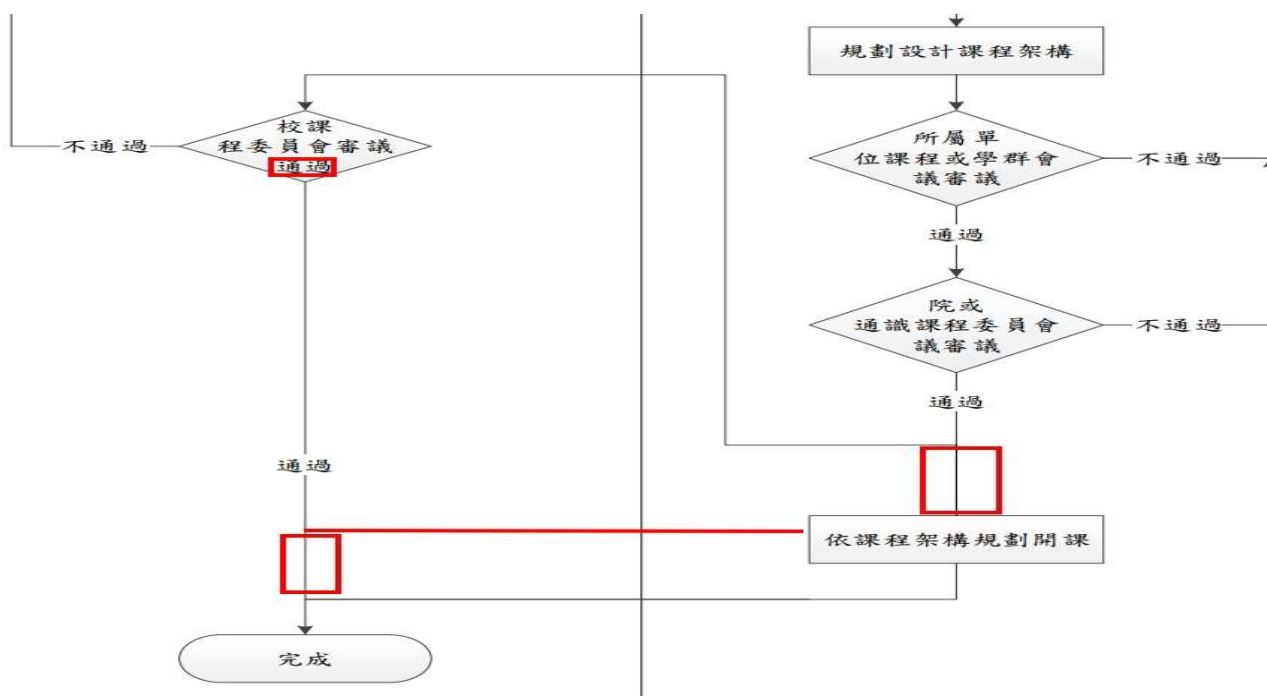 規劃設計課程架構
校課
程委員會審議
通過
不通過
所屬單
位課程或學群會
議審議
不通過
通過
院或
通識課程委員會
議審議
不通過
通過
通過
依課程架構規劃開課
完成